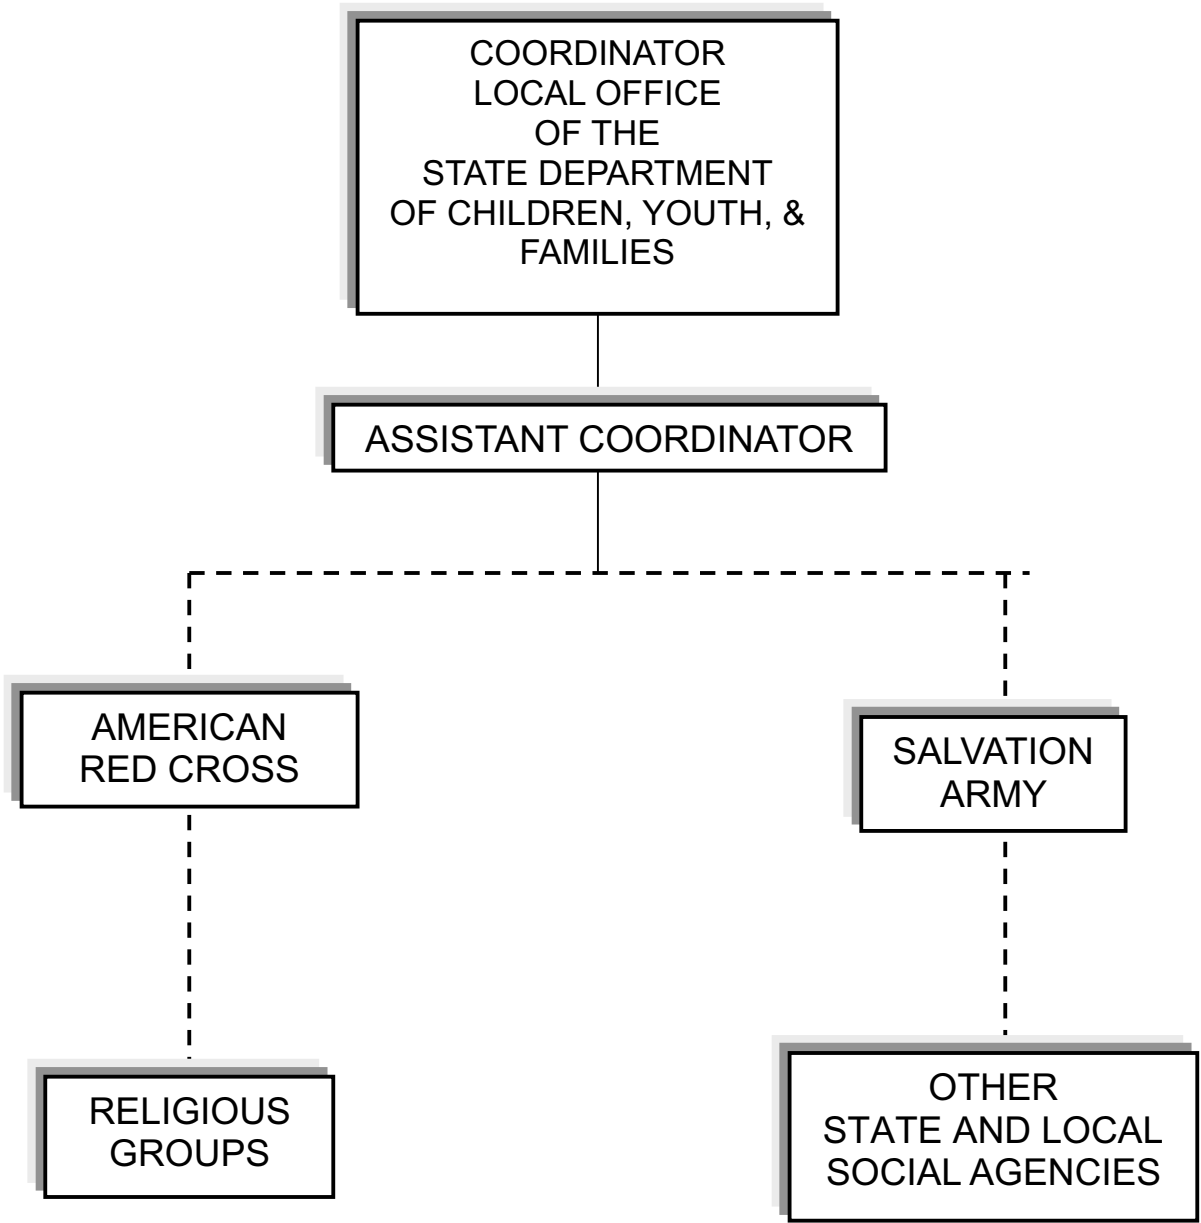 COORDINATOR
LOCAL OFFICE
OF THE
STATE DEPARTMENT
OF CHILDREN, YOUTH, &
FAMILIES
ASSISTANT COORDINATOR
AMERICAN
RED CROSS
SALVATION
ARMY
RELIGIOUS
GROUPS
OTHER
STATE AND LOCAL
SOCIAL AGENCIES